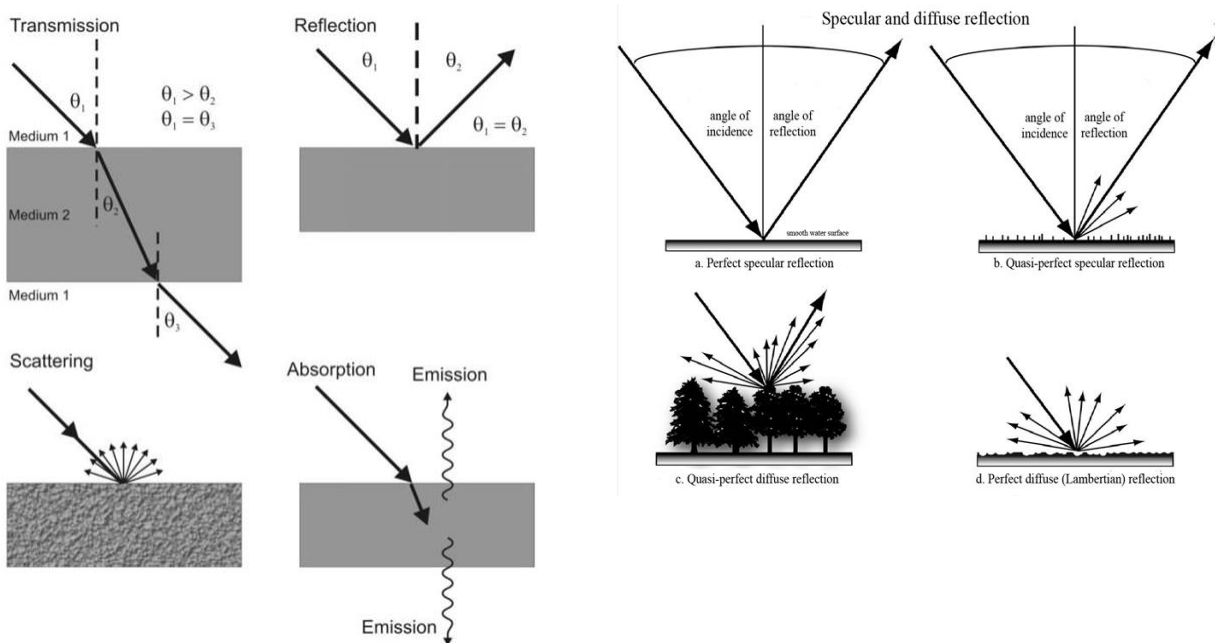 Transmission
θ1
θ1 > θ2
θ1 = θ3
Medium 1
Medium 2
θ2
Medium 1
θ3
Reflection
θ1
θ2
θ1 = θ2
Scattering
Absorption
Emission
Emission
Specular and diffuse reflection
angle of
incidence
angle of
reflection
smooth water surface
a. Perfect specular reflection
angle of
incidence
angle of
reflection
b. Quasi-perfect specular reflection
c. Quasi-perfect diffuse reflection
d. Perfect diffuse (Lambertian) reflection